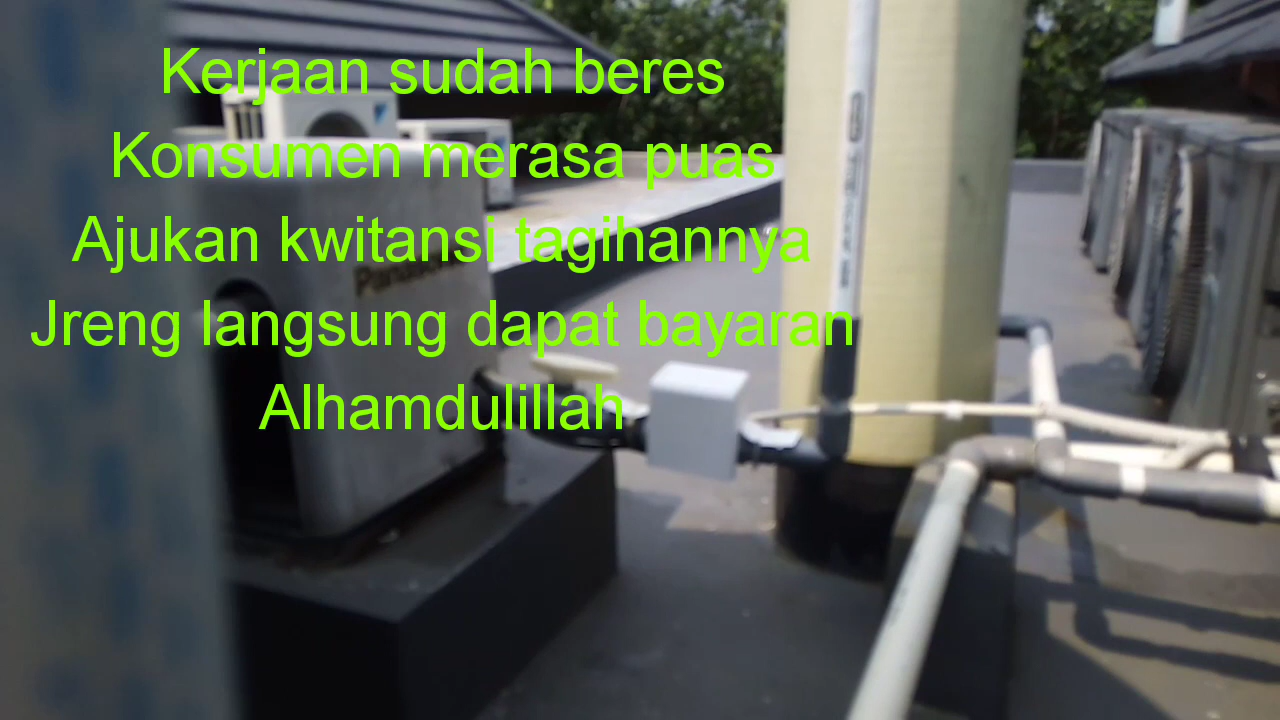 Kerjaan sudah beres
Konsumen merasa puas
Ajukan kwitansi tagihannya
Jreng langsung dapat bayaran
Alhamdulillah